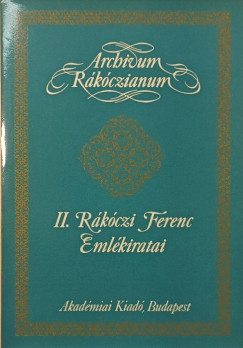 Archivum
Rákóczianum
II. Rákóczi Ferenc
Emlékiratai
Akadémiai Kiadó, Budapest